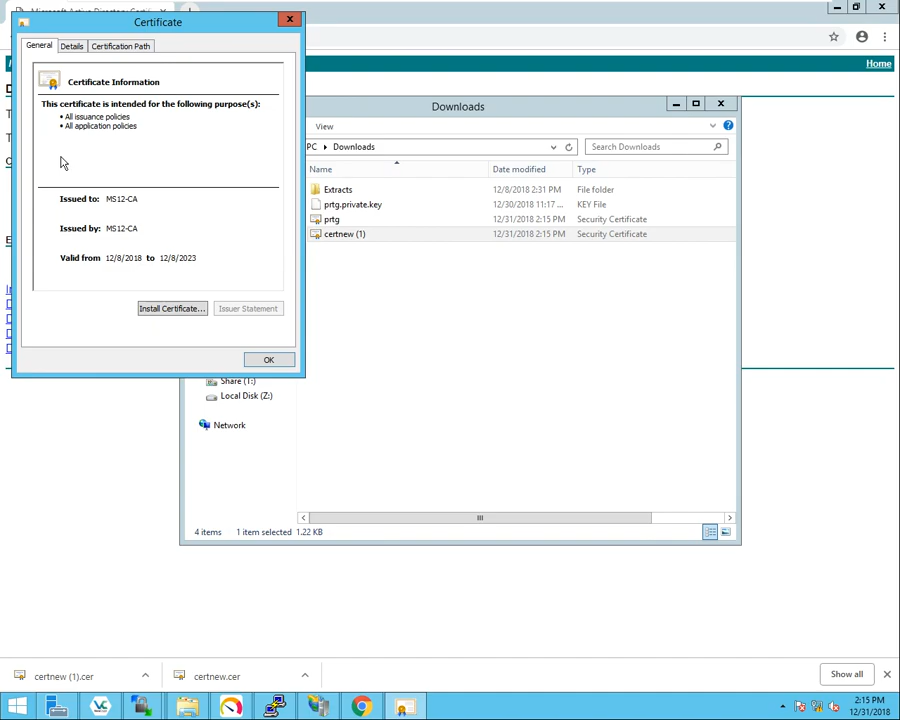 Certificate
General Details Certification Path
Certificate Information
This certificate is intended for the following purpose(s):
• All issuance policies
• All application policies
Issued to: MS12-CA
Issued by: MS12-CA
Valid from 12/8/2018 to 12/8/2023
Install Certificate... Issuer Statement
OK
Home
Downloads
View
PC Downloads Search Downloads
Name Date modified Type
Extracts 12/8/2018 2:31 PM File folder
prtg.private.key 12/30/2018 11:17 ... KEY File
prtg 12/31/2018 2:15 PM Security Certificate
certnew (1) 12/31/2018 2:15 PM Security Certificate
Share (T:)
Local Disk (Z:)
Network
4 items 1 item selected 1.22 KB
certnew (1).cer certnew.cer Show all
2:15 PM
12/31/2018